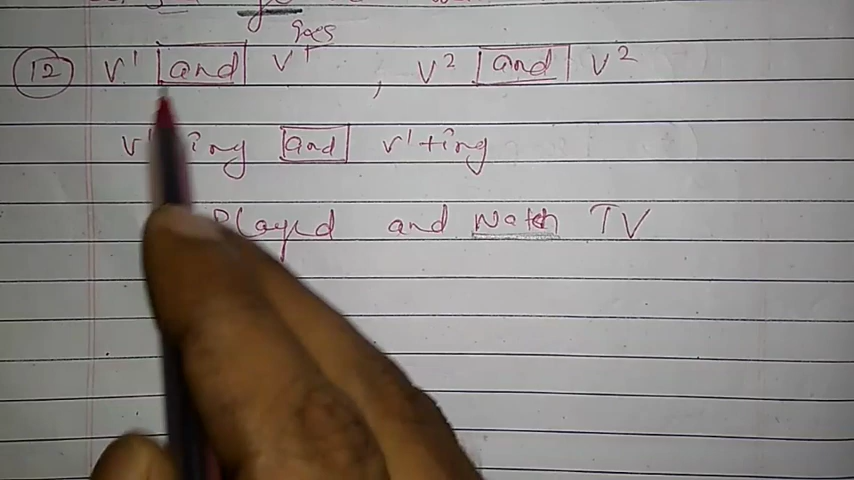 goes
12 V¹ and V¹ , V² and V²
V¹ ing and V¹+ing
Played and Watch TV